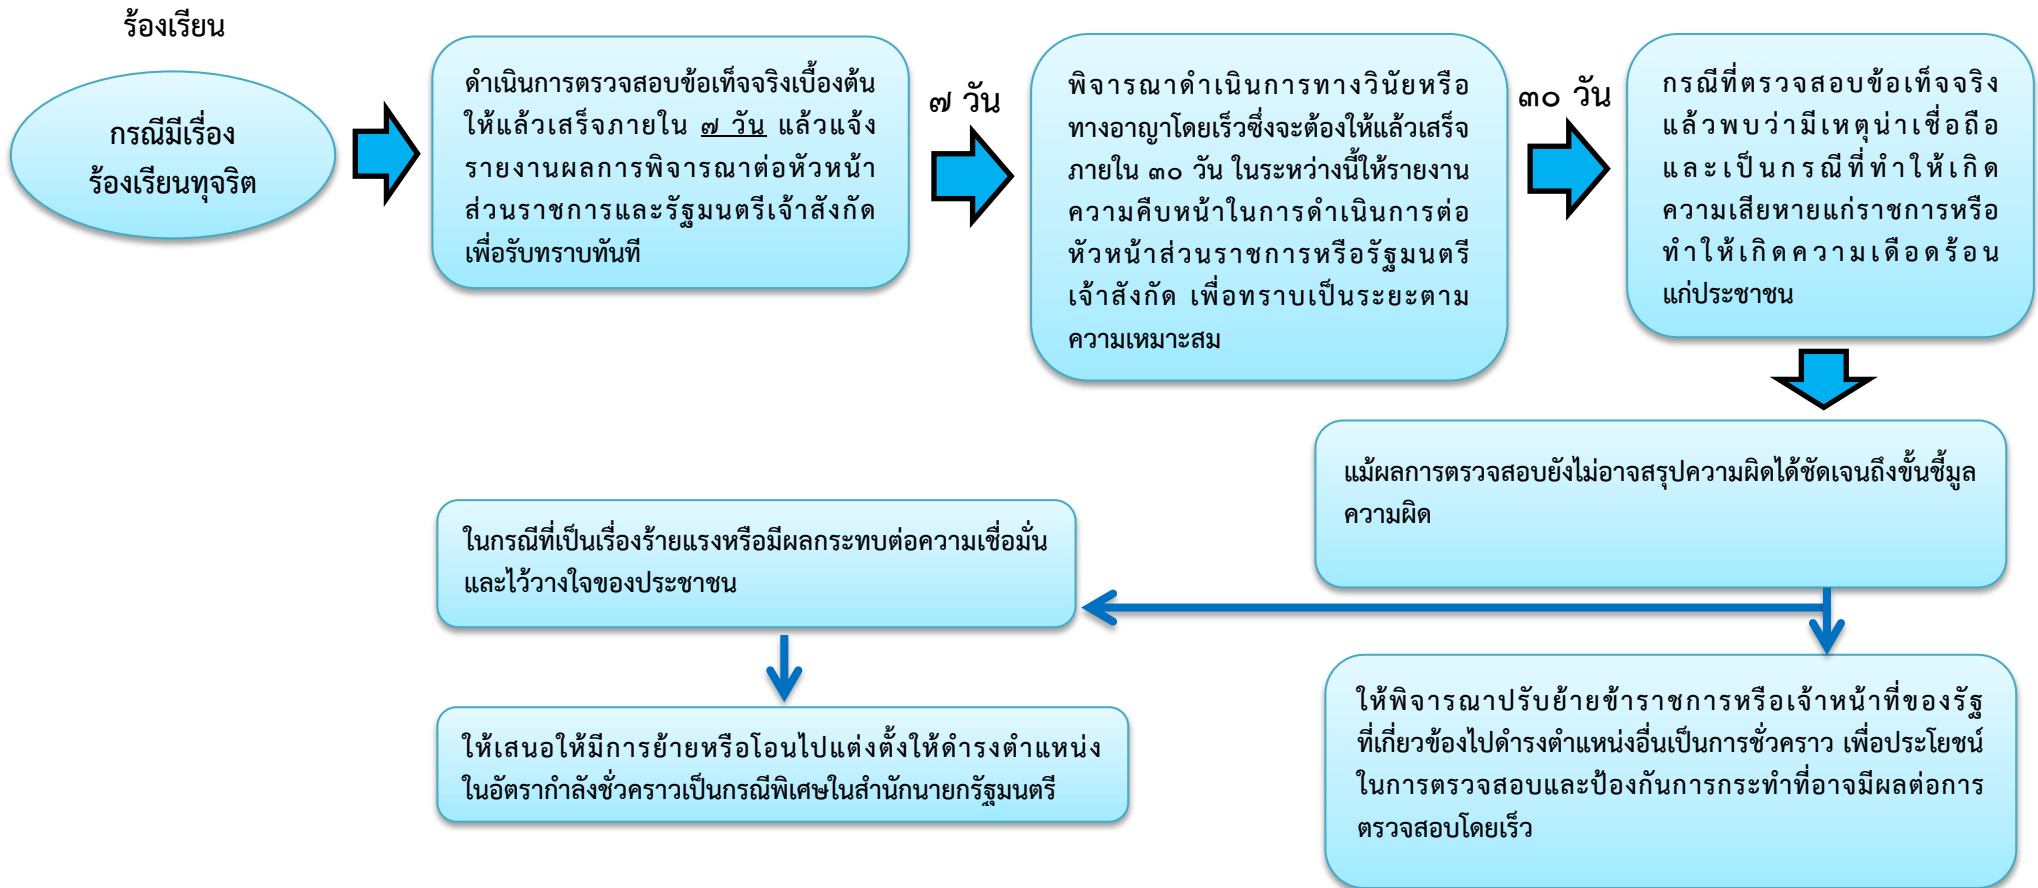 ร้องเรียน
กรณีมีเรื่อง
ร้องเรียนทุจริต
ดำเนินการตรวจสอบข้อเท็จจริงเบื้องต้น
ให้แล้วเสร็จภายใน ๗ วัน แล้วแจ้ง
รายงานผลการพิจารณาต่อหัวหน้า
ส่วนราชการและรัฐมนตรีเจ้าสังกัด
เพื่อรับทราบทันที
๗ วัน
พิจารณาดำเนินการทางวินัยหรือ
ทางอาญาโดยเร็วซึ่งจะต้องให้แล้วเสร็จ
ภายใน ๓๐ วัน ในระหว่างนี้ให้รายงาน
ความคืบหน้าในการดำเนินการต่อ
หัวหน้าส่วนราชการหรือรัฐมนตรี
เจ้าสังกัด เพื่อทราบเป็นระยะตาม
ความเหมาะสม
๓๐ วัน
กรณีที่ตรวจสอบข้อเท็จจริง
แล้วพบว่ามีเหตุน่าเชื่อถือ
และเป็นกรณีที่ทำให้เกิด
ความเสียหายแก่ราชการหรือ
ทำให้เกิดความเดือดร้อน
แก่ประชาชน
แม้ผลการตรวจสอบยังไม่อาจสรุปความผิดได้ชัดเจนถึงขั้นชี้มูล
ความผิด
ในกรณีที่เป็นเรื่องร้ายแรงหรือมีผลกระทบต่อความเชื่อมั่น
และไว้วางใจของประชาชน
ให้เสนอให้มีการย้ายหรือโอนไปแต่งตั้งให้ดำรงตำแหน่ง
ในอัตรากำลังชั่วคราวเป็นกรณีพิเศษในสำนักนายกรัฐมนตรี
ให้พิจารณาปรับย้ายข้าราชการหรือเจ้าหน้าที่ของรัฐ
ที่เกี่ยวข้องไปดำรงตำแหน่งอื่นเป็นการชั่วคราว เพื่อประโยชน์
ในการตรวจสอบและป้องกันการกระทำที่อาจมีผลต่อการ
ตรวจสอบโดยเร็ว